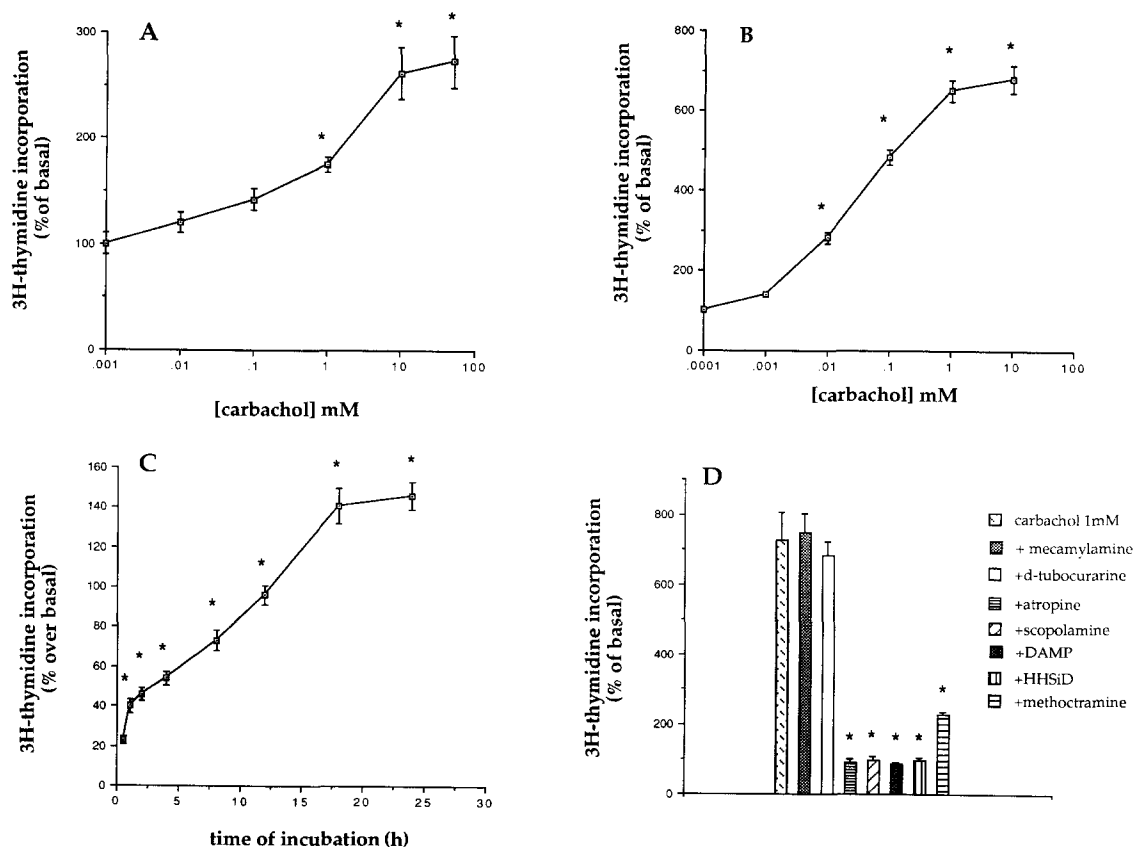 A
3H-thymidine incorporation
(%of basal)
300
200
100
0
.001 .01 .1 1 10 100
[carbachol] mM
* * *
B
3H-thymidine incorporation
(% of basal)
800
600
400
200
0
.0001 .001 .01 .1 1 10 100
[carbachol] mM
* * * *
C
3H-thymidine incorporation
(% over basal)
160
140
120
100
80
60
40
20
0
0 5 10 15 20 25 30
time of incubation (h)
* * * * * * *
D
3H-thymidine incorporation
(% of basal)
800
600
400
200
0
* * * * *
carbachol 1mM
+ mecamylamine
+d-tubocurarine
+atropine
+scopolamine
+DAMP
+HHSiD
+methoctramine